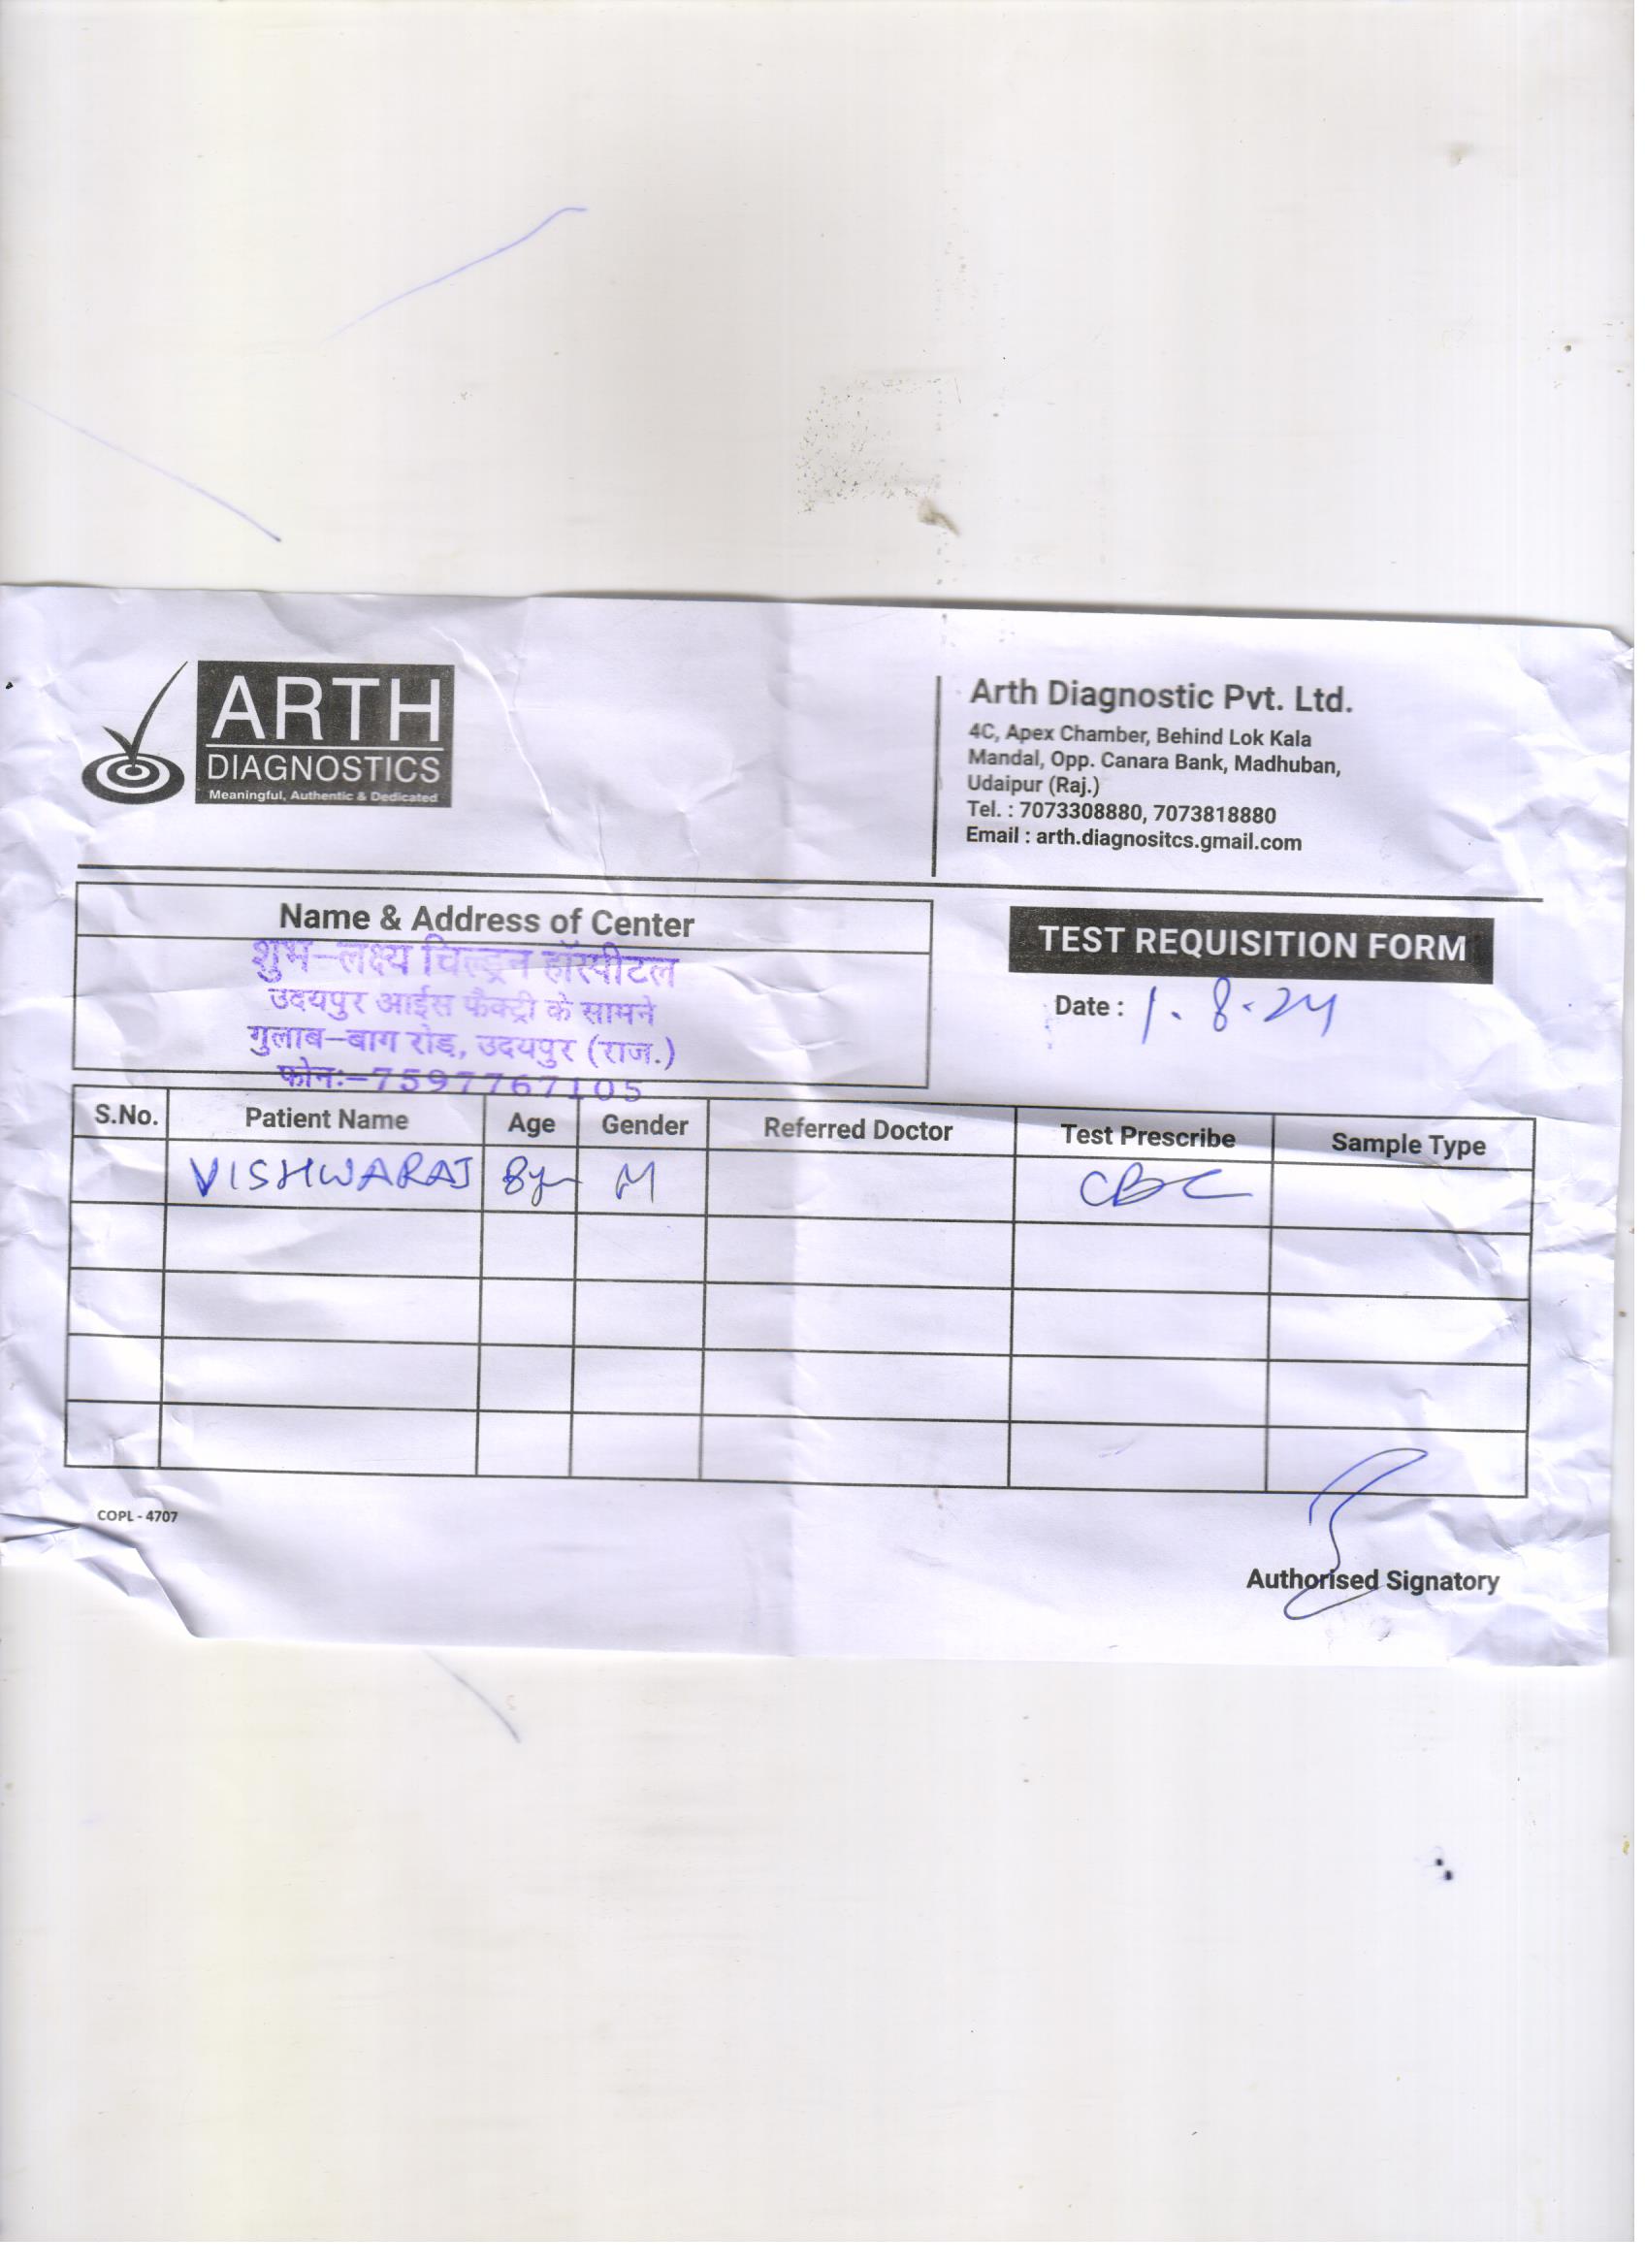 ARTH
DIAGNOSTICS
Meaningful, Authentic & Dedicated
Arth Diagnostic Pvt. Ltd.
4C, Apex Chamber, Behind Lok Kala
Mandal, Opp. Canara Bank, Madhuban,
Udaipur (Raj.)
Tel. : 7073308880, 7073818880
Email : arth.diagnositcs.gmail.com
Name & Address of Center
शुभ-लक्ष्य चिल्ड्रन हॉस्पीटल
उदयपुर आईस फैक्ट्री के सामने
गुलाब-बाग रोड, उदयपुर (राज.)
फोनः-7597767105
TEST REQUISITION FORM
Date : 1.8.24
S.No. Patient Name Age Gender Referred Doctor Test Prescribe Sample Type
VISHWARAJ 8yr M CBC
COPL - 4707
Authorised Signatory